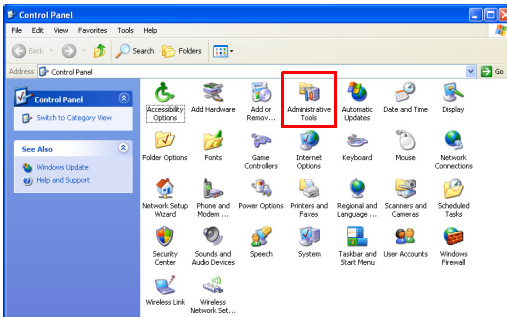 Control Panel
File Edit View Favorites Tools Help
Back Search Folders
Address Control Panel Go
Control Panel
Switch to Category View
See Also
Windows Update
Help and Support
Accessibility Options
Add Hardware
Add or Remov...
Administrative Tools
Automatic Updates
Date and Time
Display
Folder Options
Fonts
Game Controllers
Internet Options
Keyboard
Mouse
Network Connections
Network Setup Wizard
Phone and Modem ...
Power Options
Printers and Faxes
Regional and Language ...
Scanners and Cameras
Scheduled Tasks
Security Center
Sounds and Audio Devices
Speech
System
Taskbar and Start Menu
User Accounts
Windows Firewall
Wireless Link
Wireless Network Set...